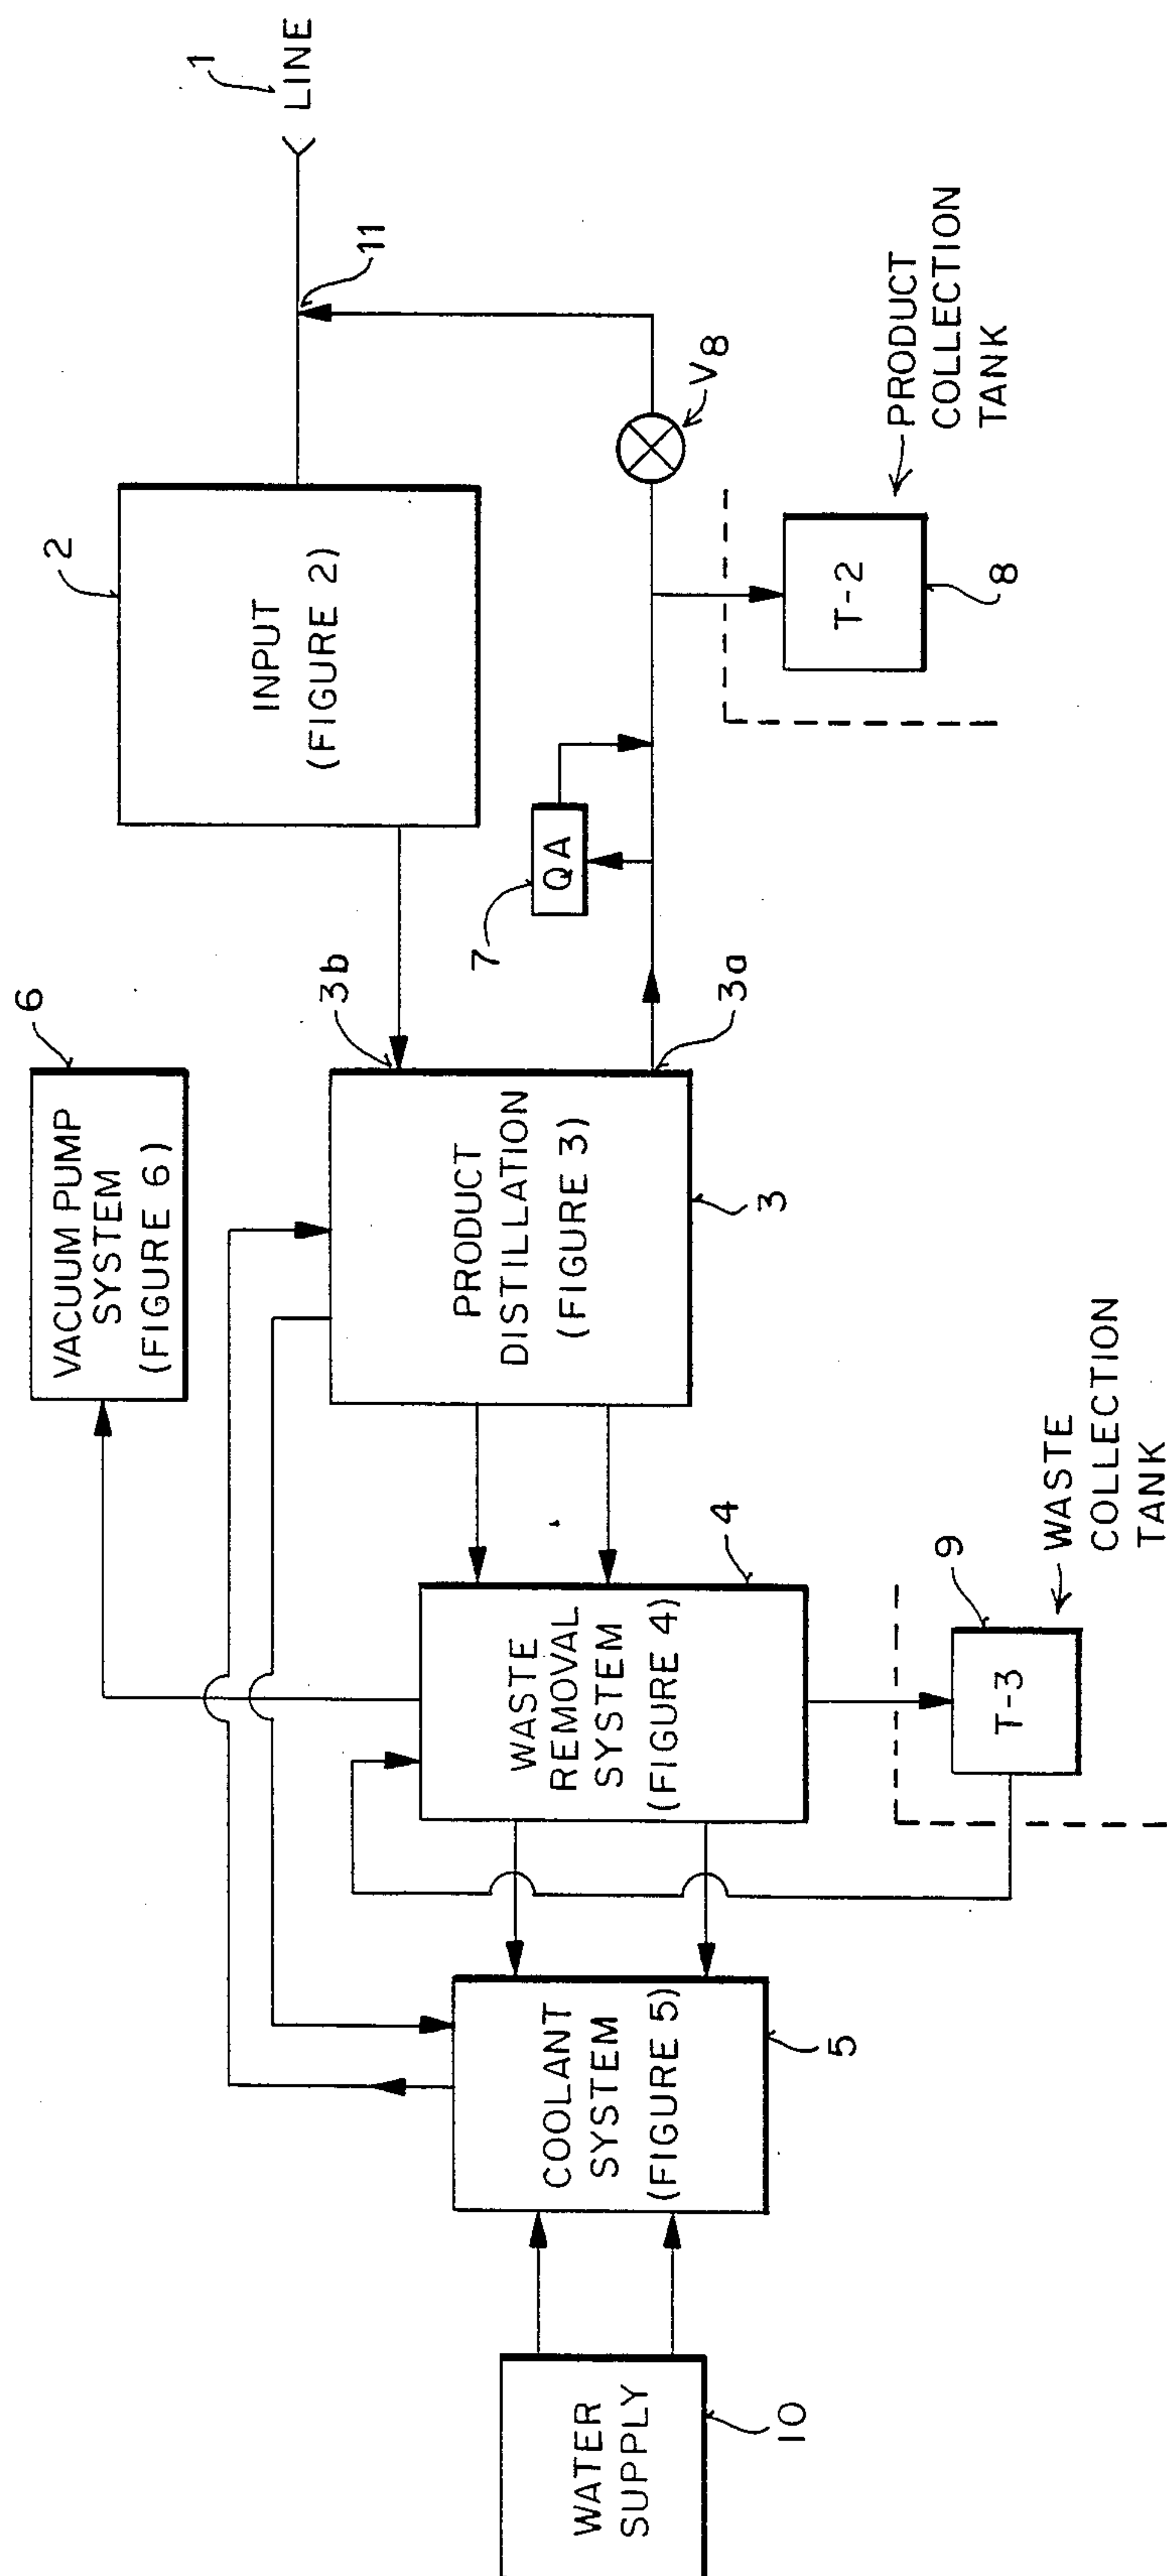 1
LINE
11
2
INPUT
(FIGURE 2)
V8
PRODUCT
COLLECTION
TANK
T-2
8
QA
7
6
VACUUM PUMP
SYSTEM
(FIGURE 6)
3b
3a
PRODUCT
DISTILLATION
(FIGURE 3)
3
4
WASTE
REMOVAL
SYSTEM
(FIGURE 4)
9
WASTE
COLLECTION
TANK
T-3
COOLANT
SYSTEM
(FIGURE 5)
5
WATER
SUPPLY
10